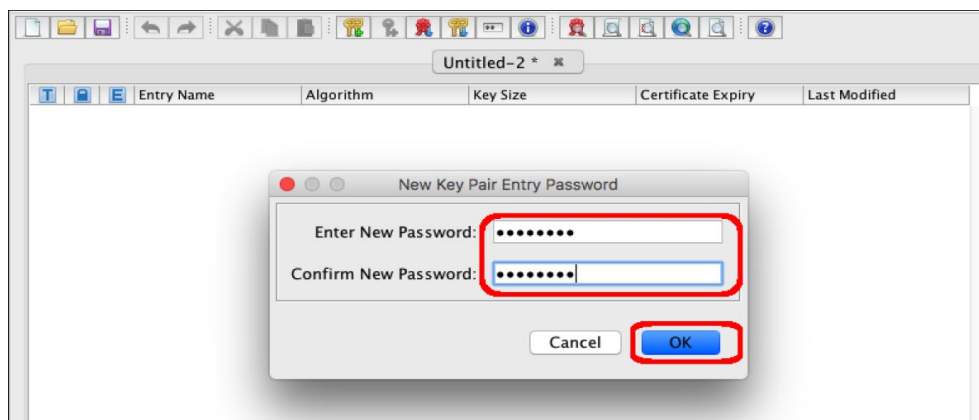 Untitled-2 * ✖
T E Entry Name Algorithm Key Size Certificate Expiry Last Modified
New Key Pair Entry Password
Enter New Password: ••••••••
Confirm New Password: ••••••••
Cancel OK